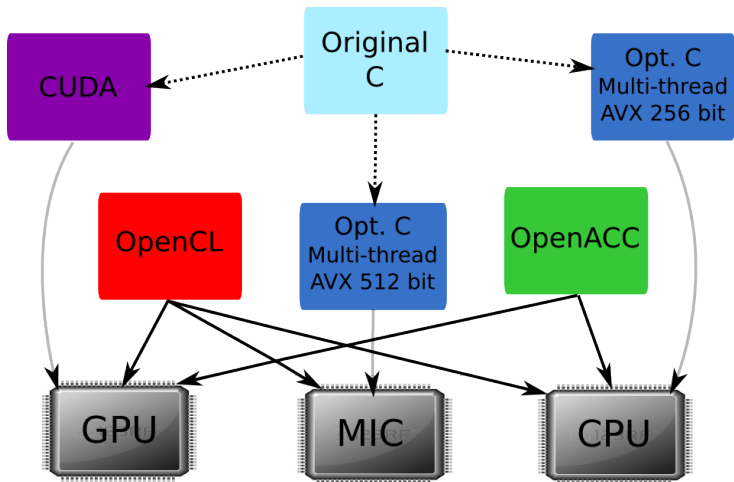 Original
C
CUDA
Opt. C
Multi-thread
AVX 256 bit
OpenCL
Opt. C
Multi-thread
AVX 512 bit
OpenACC
GPU
MIC
CPU